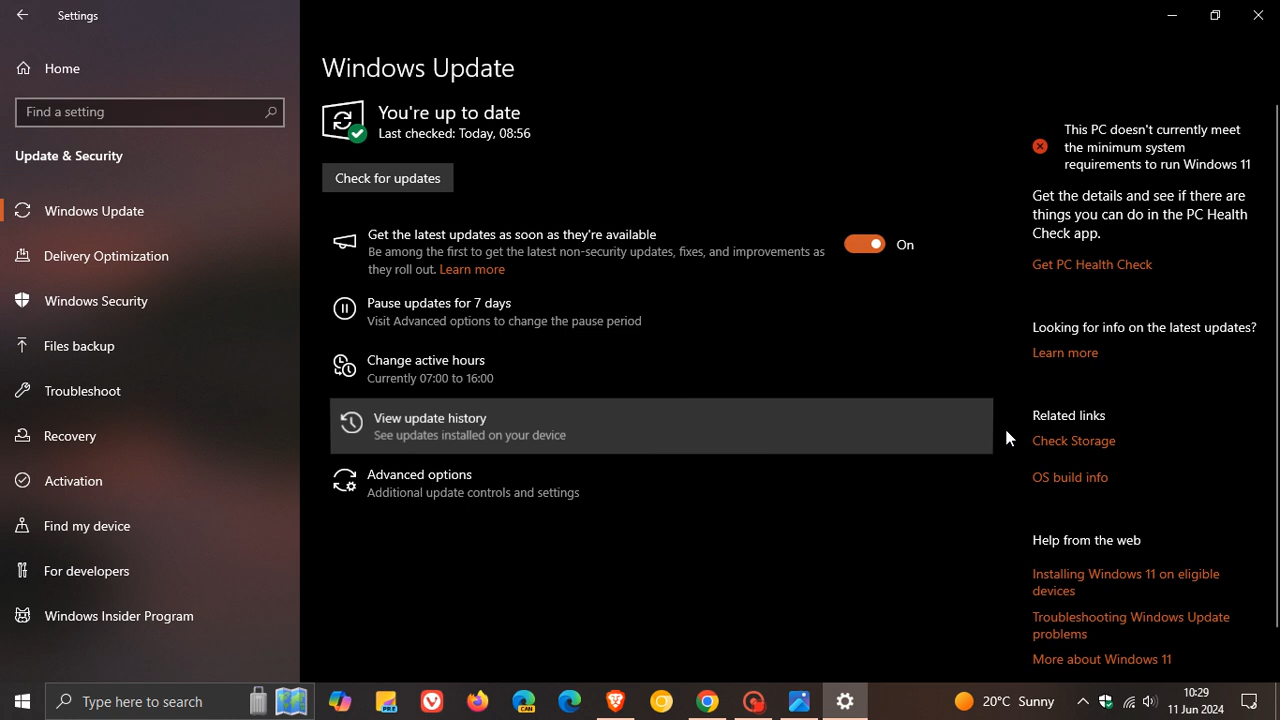 Settings
Home
Find a setting
Update & Security
Windows Update
Delivery Optimization
Windows Security
Files backup
Troubleshoot
Recovery
Activation
Find my device
For developers
Windows Insider Program
Windows Update
You're up to date
Last checked: Today, 08:56
Check for updates
Get the latest updates as soon as they're available
Be among the first to get the latest non-security updates, fixes, and improvements as
they roll out. Learn more
On
Pause updates for 7 days
Visit Advanced options to change the pause period
Change active hours
Currently 07:00 to 16:00
View update history
See updates installed on your device
Advanced options
Additional update controls and settings
This PC doesn't currently meet
the minimum system
requirements to run Windows 11
Get the details and see if there are
things you can do in the PC Health
Check app.
Get PC Health Check
Looking for info on the latest updates?
Learn more
Related links
Check Storage
OS build info
Help from the web
Installing Windows 11 on eligible
devices
Troubleshooting Windows Update
problems
More about Windows 11
Type here to search
PRE
CAN
20°C Sunny
10:29
11 Jun 2024